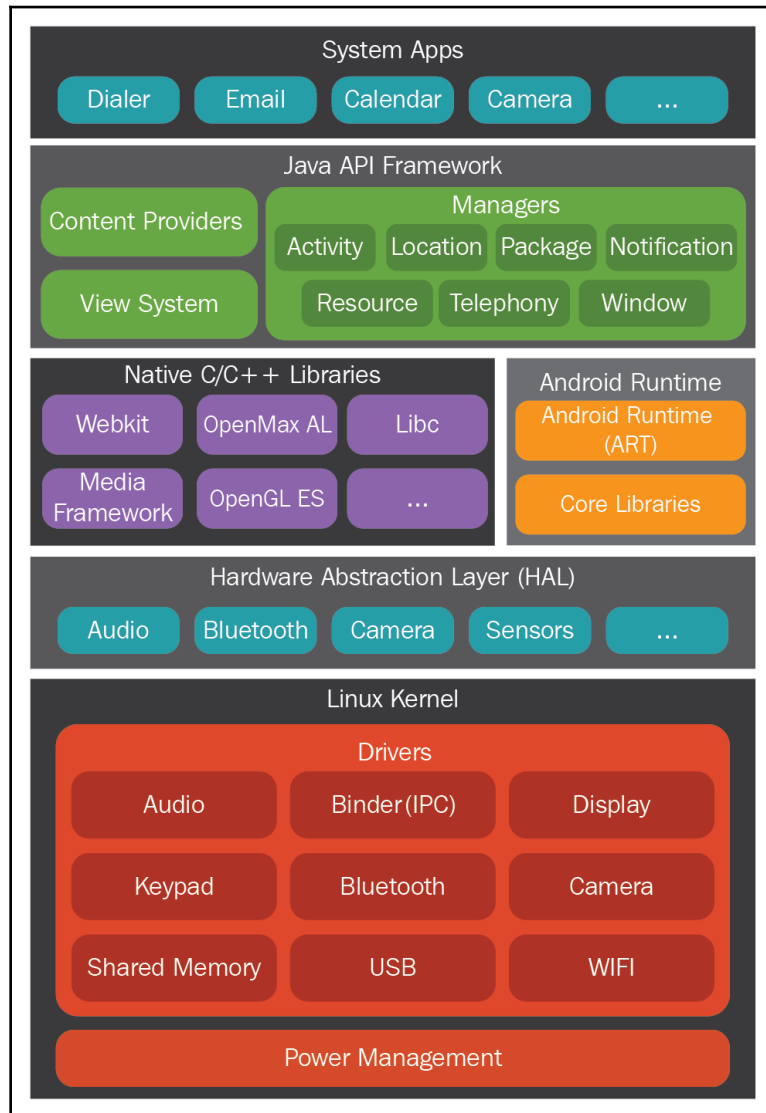 System Apps
Dialer
Email
Calendar
Camera
...
Java API Framework
Content Providers
View System
Managers
Activity
Location
Package
Notification
Resource
Telephony
Window
Native C/C++ Libraries
Webkit
OpenMax AL
Libc
Media
Framework
OpenGL ES
...
Android Runtime
Android Runtime
(ART)
Core Libraries
Hardware Abstraction Layer (HAL)
Audio
Bluetooth
Camera
Sensors
...
Linux Kernel
Drivers
Audio
Binder(IPC)
Display
Keypad
Bluetooth
Camera
Shared Memory
USB
WIFI
Power Management